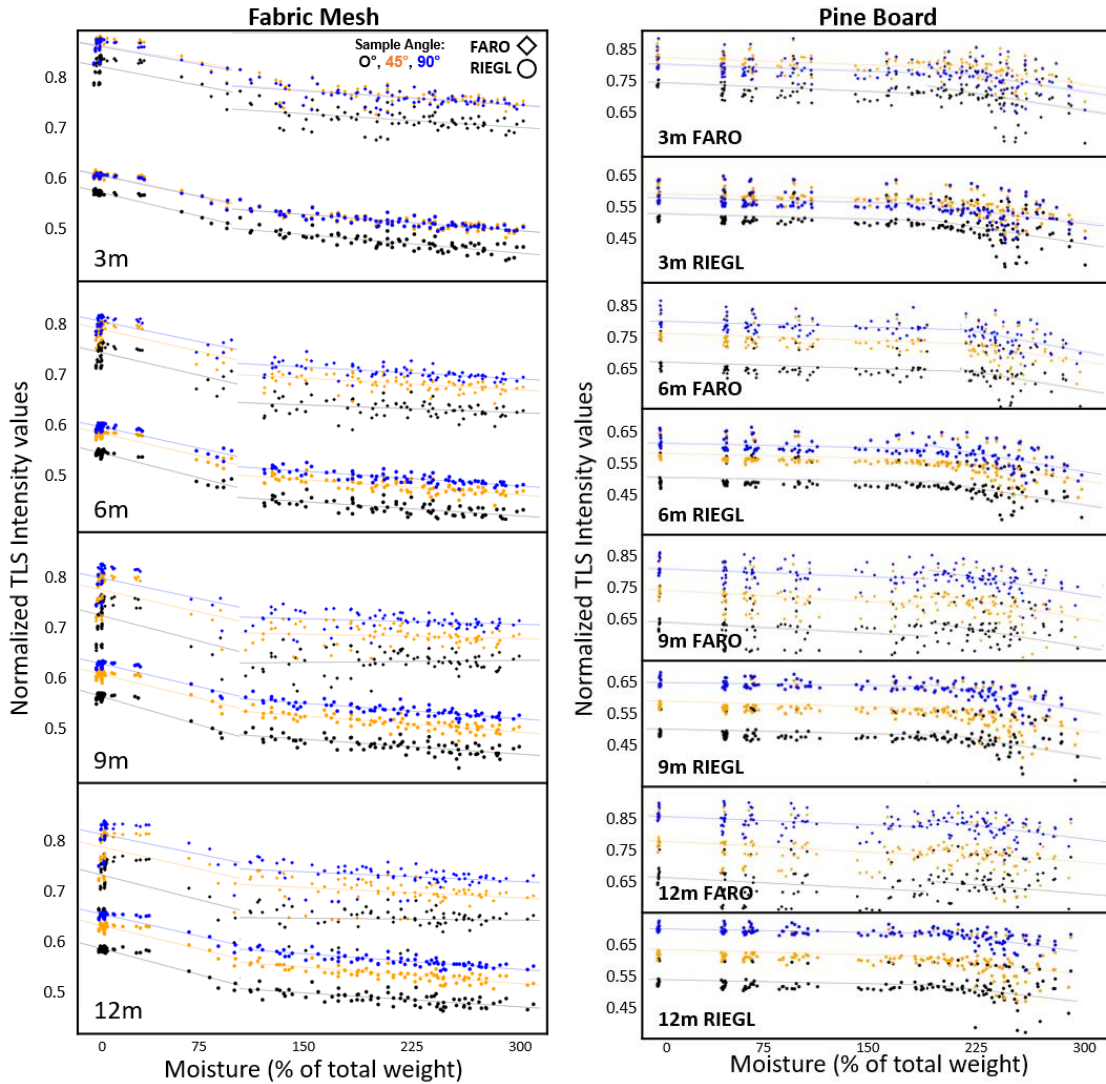 Fabric Mesh
Sample Angle:
O°, 45°, 90°
FARO
RIEGL
0.8
0.7
0.6
0.5
3m
0.8
0.7
0.6
0.5
6m
0.8
0.7
0.6
0.5
9m
0.8
0.7
0.6
0.5
12m
Normalized TLS Intensity values
0
75
150
225
300
Moisture (% of total weight)
Pine Board
0.85
0.75
0.65
3m FARO
0.65
0.55
0.45
3m RIEGL
0.85
0.75
0.65
6m FARO
0.65
0.55
0.45
6m RIEGL
0.85
0.75
0.65
9m FARO
0.65
0.55
0.45
9m RIEGL
0.85
0.75
0.65
12m FARO
0.65
0.55
0.45
12m RIEGL
Normalized TLS Intensity values
0
75
150
225
300
Moisture (% of total weight)